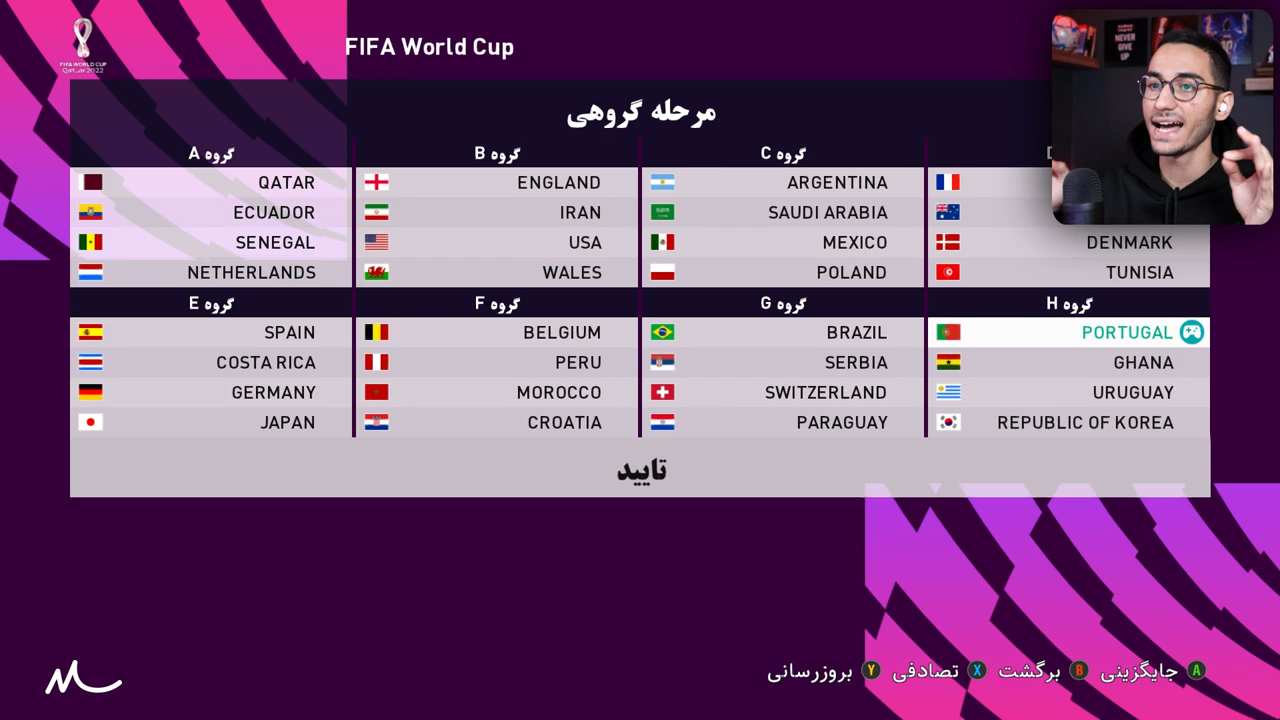 FIFA World Cup
FIFA WORLD CUP
Qatar2022
NEVER
GIVE
UP
مرحله گروهی
گروه A
QATAR
ECUADOR
SENEGAL
NETHERLANDS
گروه B
ENGLAND
IRAN
USA
WALES
گروه C
ARGENTINA
SAUDI ARABIA
MEXICO
POLAND
D
DENMARK
TUNISIA
گروه E
SPAIN
COSTA RICA
GERMANY
JAPAN
گروه F
BELGIUM
PERU
MOROCCO
CROATIA
گروه G
BRAZIL
SERBIA
SWITZERLAND
PARAGUAY
گروه H
PORTUGAL
GHANA
URUGUAY
REPUBLIC OF KOREA
تایید
A جایگزینی B برگشت X تصادفی Y بروزرسانی